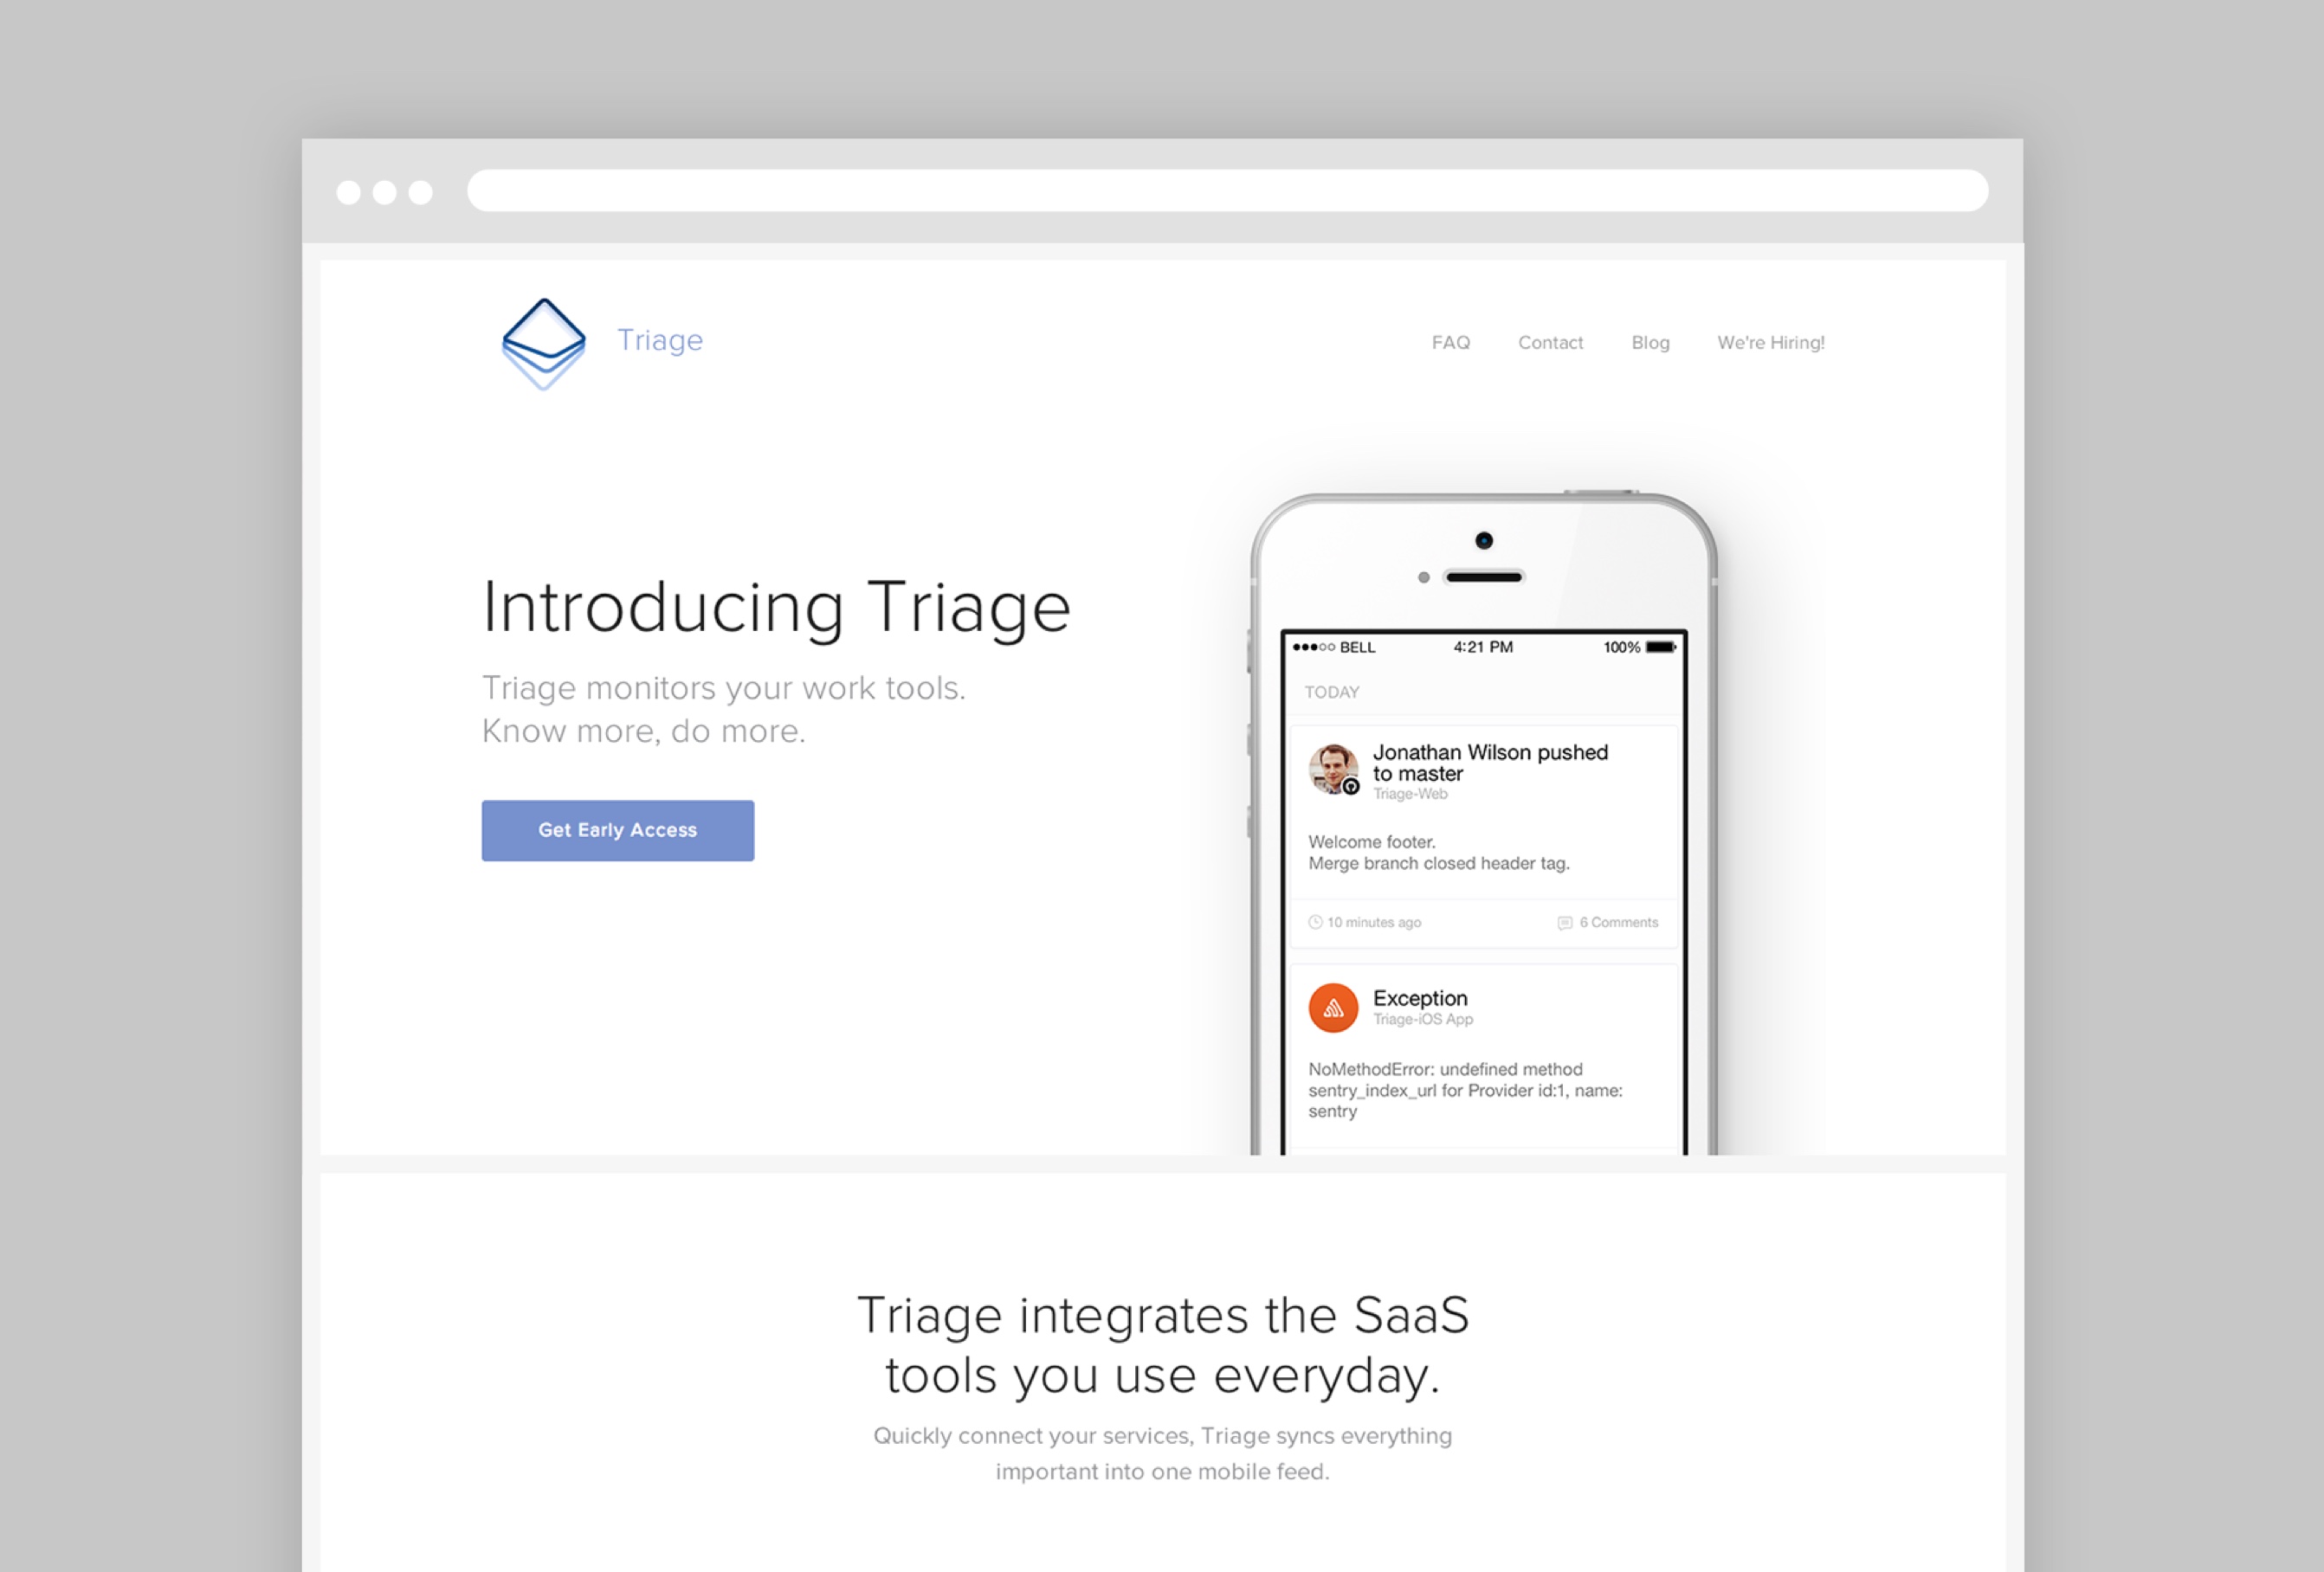 Triage
FAQ
Contact
Blog
We're Hiring!
Introducing Triage
Triage monitors your work tools.
Know more, do more.
Get Early Access
BELL
4:21 PM
100%
TODAY
Jonathan Wilson pushed
to master
Triage-Web
Welcome footer.
Merge branch closed header tag.
10 minutes ago
6 Comments
Exception
Triage-iOS App
NoMethodError: undefined method
sentry_index_url for Provider id:1, name:
sentry
Triage integrates the SaaS
tools you use everyday.
Quickly connect your services, Triage syncs everything
important into one mobile feed.